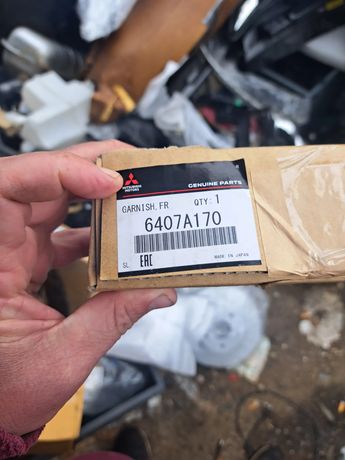 MITSUBISHI MOTORS
GENUINE PARTS
GARNISH,FR QTY:1
6407A170
SL EAC
MADE IN JAPAN